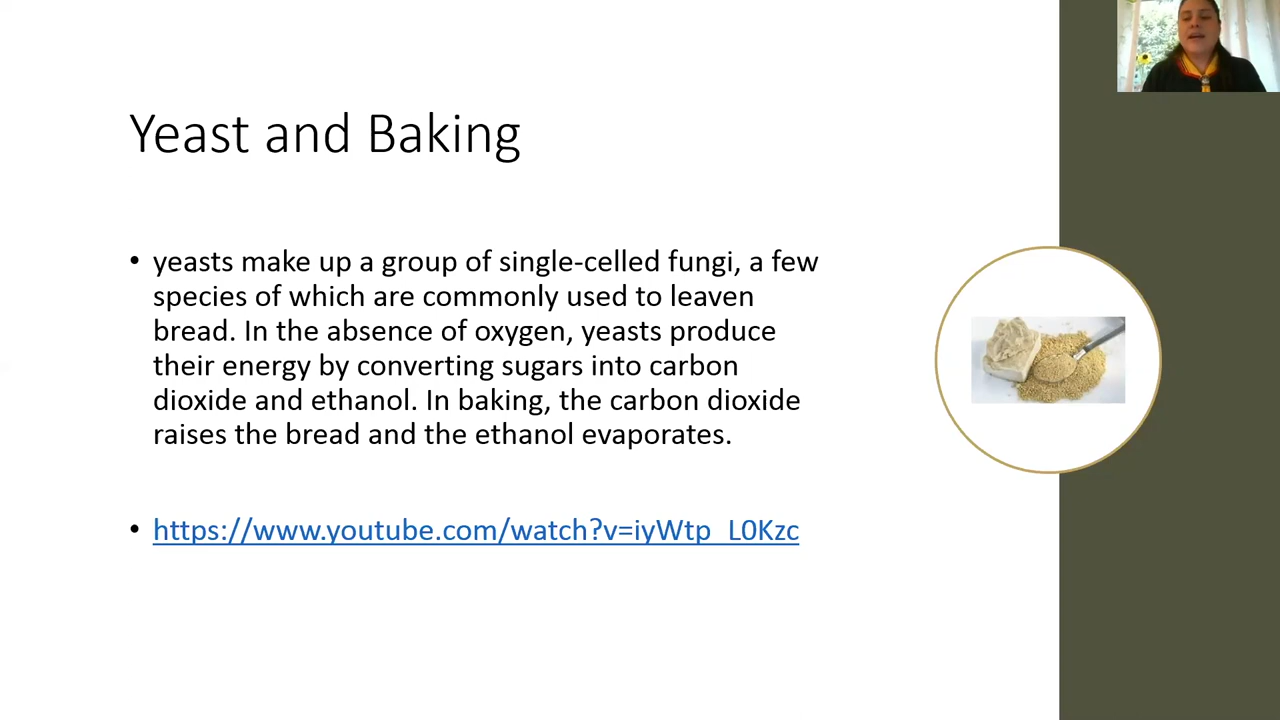 Yeast and Baking
• yeasts make up a group of single-celled fungi, a few
species of which are commonly used to leaven
bread. In the absence of oxygen, yeasts produce
their energy by converting sugars into carbon
dioxide and ethanol. In baking, the carbon dioxide
raises the bread and the ethanol evaporates.
• https://www.youtube.com/watch?v=iyWtp_L0Kzc